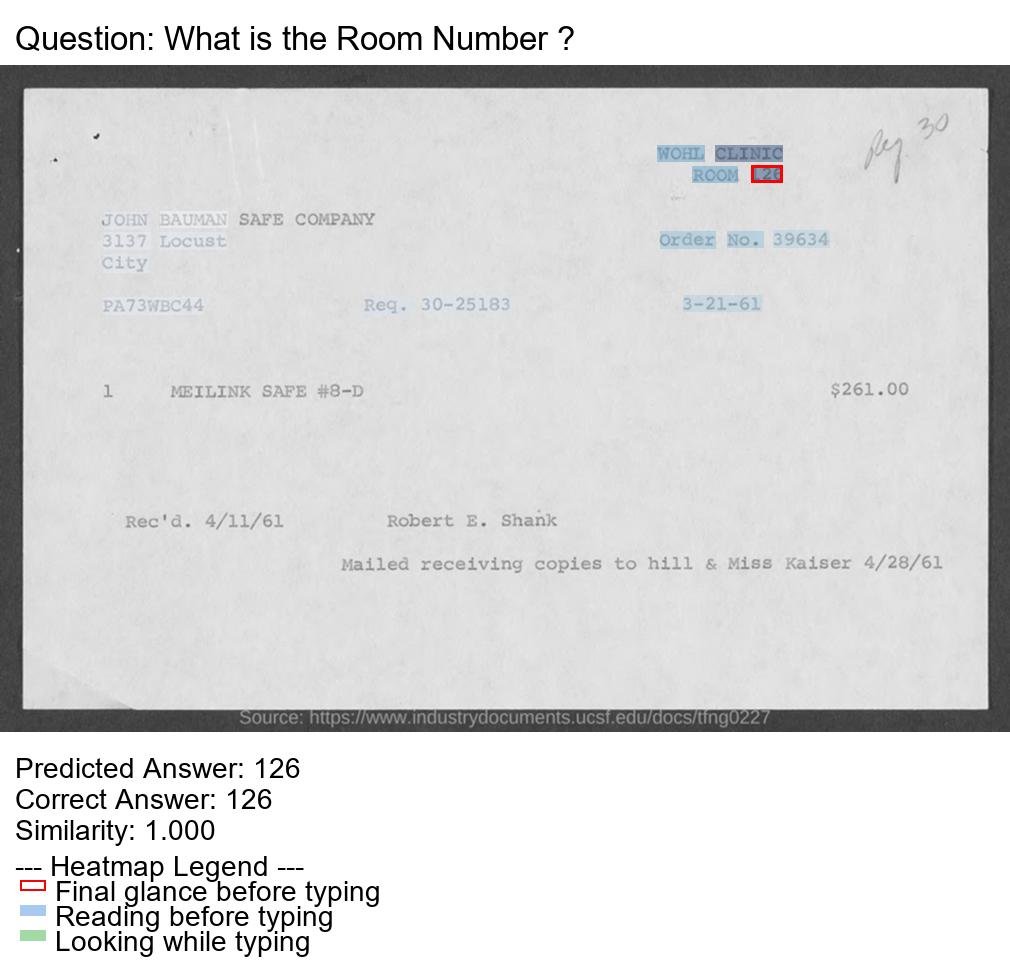 Question: What is the Room Number ?
Reg. 30
WOHL CLINIC
ROOM 126
JOHN BAUMAN SAFE COMPANY
3137 Locust
City
Order No. 39634
PA73WBC44 Req. 30-25183 3-21-61
1 MEILINK SAFE #8-D $261.00
Rec'd. 4/11/61 Robert E. Shank
Mailed receiving copies to hill & Miss Kaiser 4/28/61
Source: https://www.industrydocuments.ucsf.edu/docs/tfng0227
Predicted Answer: 126
Correct Answer: 126
Similarity: 1.000
--- Heatmap Legend ---
Final glance before typing
Reading before typing
Looking while typing